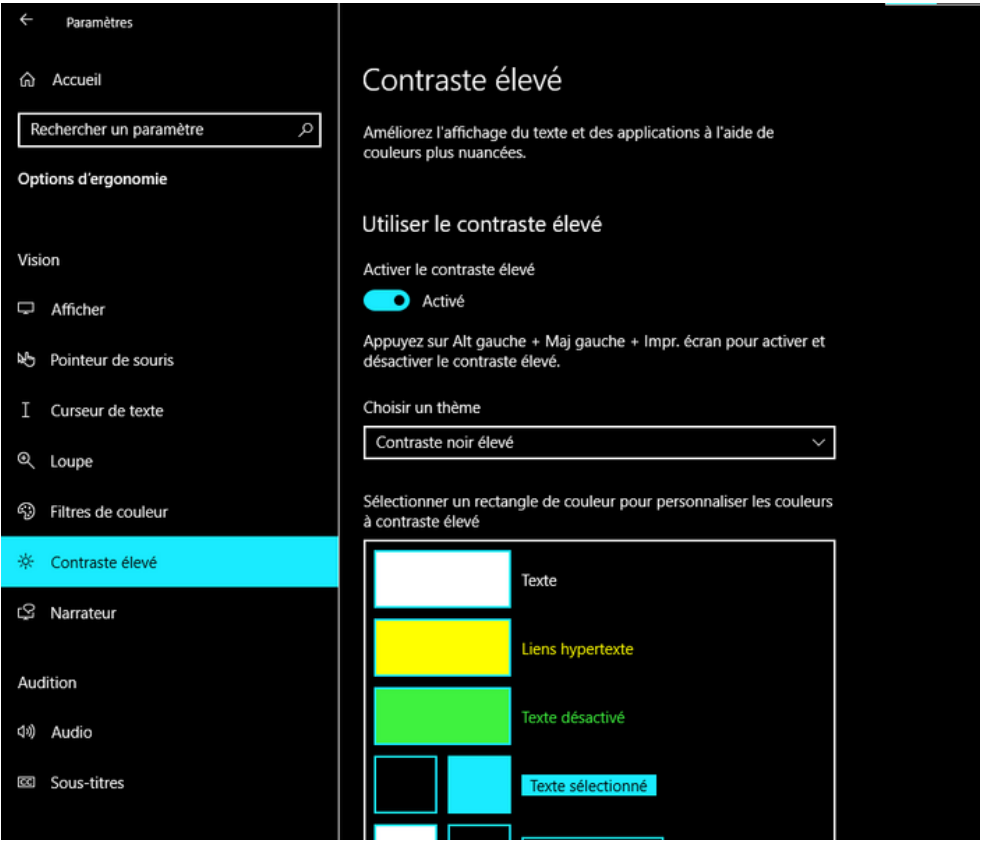 Paramètres
Accueil
Rechercher un paramètre
Options d'ergonomie
Vision
Afficher
Pointeur de souris
Curseur de texte
Loupe
Filtres de couleur
Contraste élevé
Narrateur
Audition
Audio
Sous-titres
Contraste élevé
Améliorez l'affichage du texte et des applications à l'aide de
couleurs plus nuancées.
Utiliser le contraste élevé
Activer le contraste élevé
Activé
Appuyez sur Alt gauche + Maj gauche + Impr. écran pour activer et
désactiver le contraste élevé.
Choisir un thème
Contraste noir élevé
Sélectionner un rectangle de couleur pour personnaliser les couleurs
à contraste élevé
Texte
Liens hypertexte
Texte désactivé
Texte sélectionné